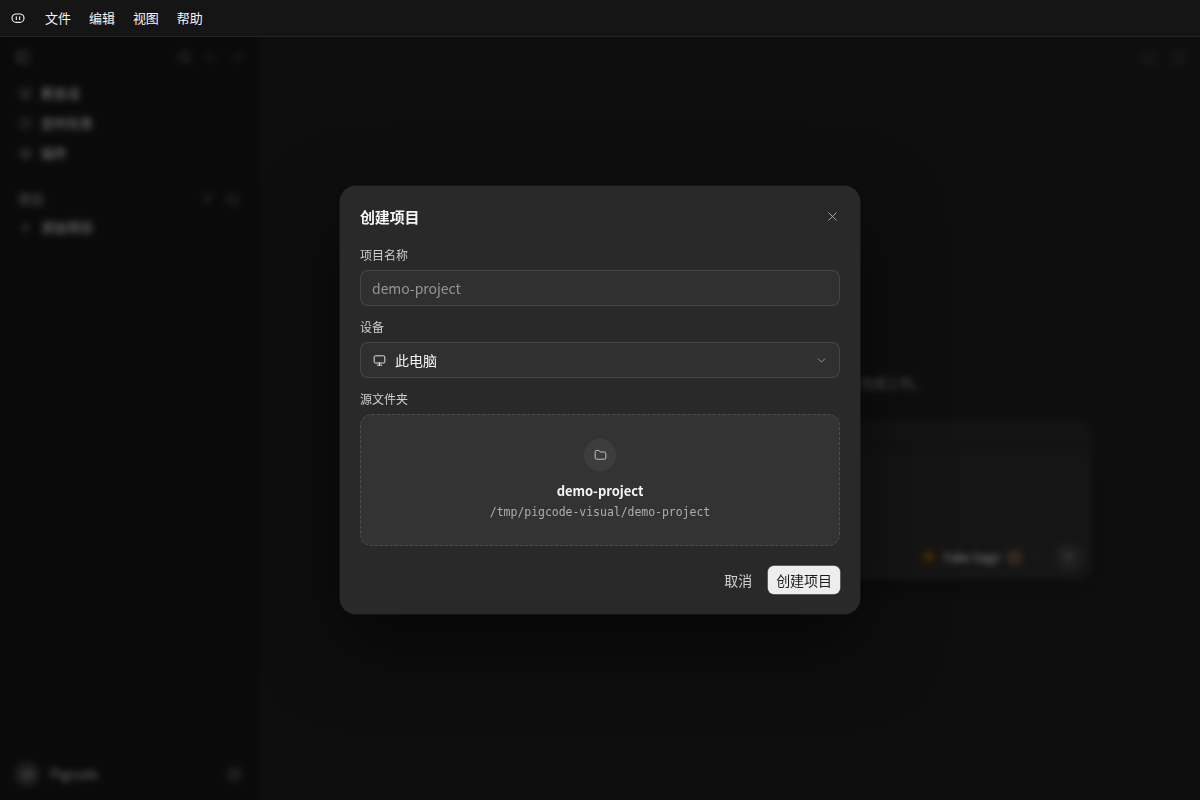 文件 编辑 视图 帮助
创建项目
项目名称
demo-project
设备
此电脑
源文件夹
demo-project
/tmp/pigcode-visual/demo-project
取消 创建项目
Pigcode